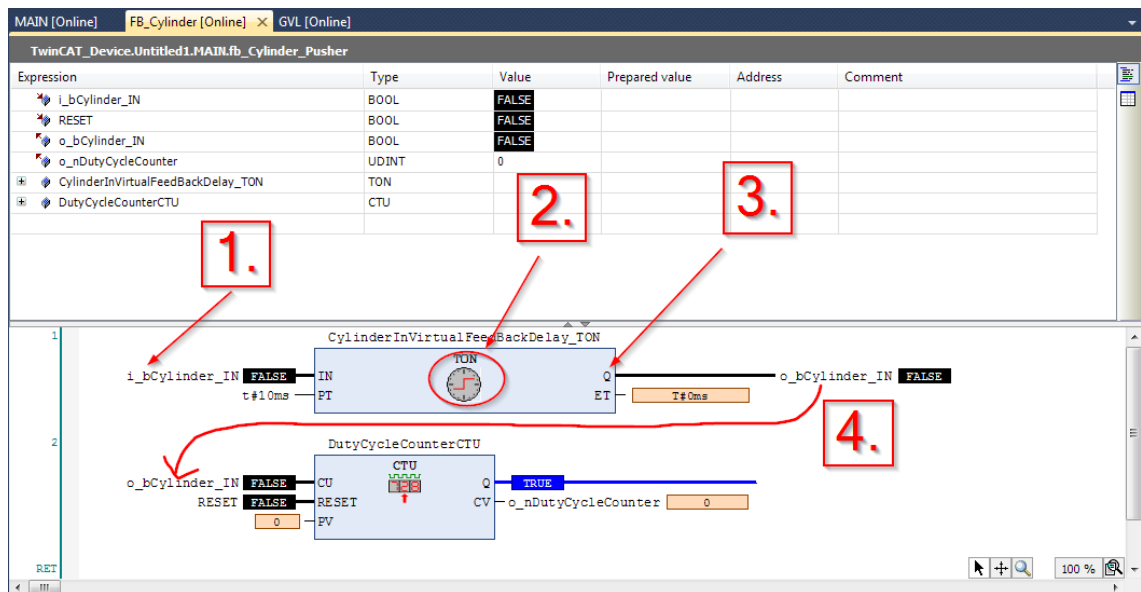 MAIN [Online] FB_Cylinder [Online] GVL [Online]
TwinCAT_Device.Untitled1.MAIN.fb_Cylinder_Pusher
Expression Type Value Prepared value Address Comment
i_bCylinder_IN BOOL FALSE
RESET BOOL FALSE
o_bCylinder_IN BOOL FALSE
o_nDutyCycleCounter UDINT 0
CylinderInVirtualFeedBackDelay_TON TON
DutyCycleCounterCTU CTU
1. 2. 3.
1 CylinderInVirtualFeedBackDelay_TON
TON
i_bCylinder_IN FALSE IN Q o_bCylinder_IN FALSE
t#10ms PT ET T#0ms
4.
2 DutyCycleCounterCTU
CTU
o_bCylinder_IN FALSE CU Q TRUE
RESET FALSE RESET CV o_nDutyCycleCounter 0
0 PV
RET 100 %